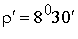 ρ′ = 8⁰30′